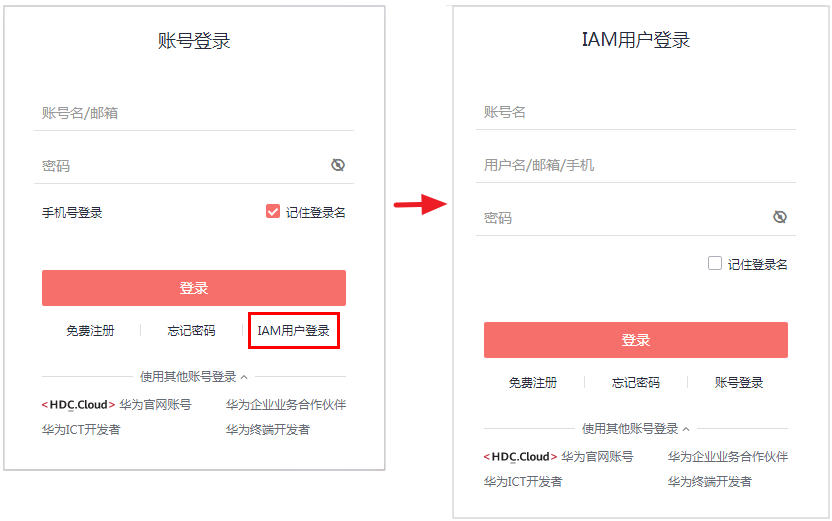 账号登录
账号名/邮箱
密码
手机号登录 记住登录名
登录
免费注册 忘记密码 IAM用户登录
使用其他账号登录
<HDC.Cloud> 华为官网账号 华为企业业务合作伙伴
华为ICT开发者 华为终端开发者
IAM用户登录
账号名
用户名/邮箱/手机
密码
记住登录名
登录
免费注册 忘记密码 账号登录
使用其他账号登录
<HDC.Cloud> 华为官网账号 华为企业业务合作伙伴
华为ICT开发者 华为终端开发者